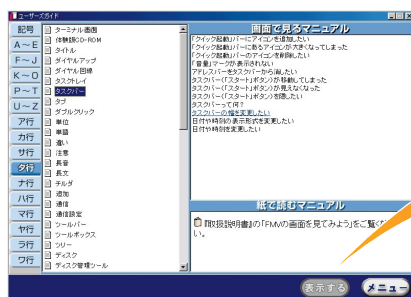 ユーザーズガイド
記号
A～E
F～J
K～O
P～T
U～Z
ア行
カ行
サ行
タ行
ナ行
ハ行
マ行
ヤ行
ラ行
ワ行
ターミナル画面
体験版CD-ROM
タイトル
ダイヤルアップ
ダイヤル回線
タスクトレイ
タスクバー
タブ
ダブルクリック
単位
単語
違い
注意
長音
長文
チルダ
追加
通信
通信設定
ツールバー
ツールボックス
ツリー
ディスク
ディスク管理ツール
画面で見るマニュアル
「クイック起動」バーにアイコンを追加したい
「クイック起動」バーにあるアイコンが大きくなってしまった
「クイック起動」バーのアイコンを削除したい
「音量」マークが表示されない
アドレスバーをタスクバーから消したい
タスクバー（「スタート」ボタン）が移動してしまった
タスクバー（「スタート」ボタン）が見えなくなった
タスクバー（「スタート」ボタン）を隠したい
タスクバーって何？
タスクバーの幅を変更したい
日付や時刻の表示形式を変更したい
日付や時刻を変更したい
紙で読むマニュアル
『取扱説明書』の「FMVの画面を見てみよう」をご覧くだ
い。
表示する
メニュー